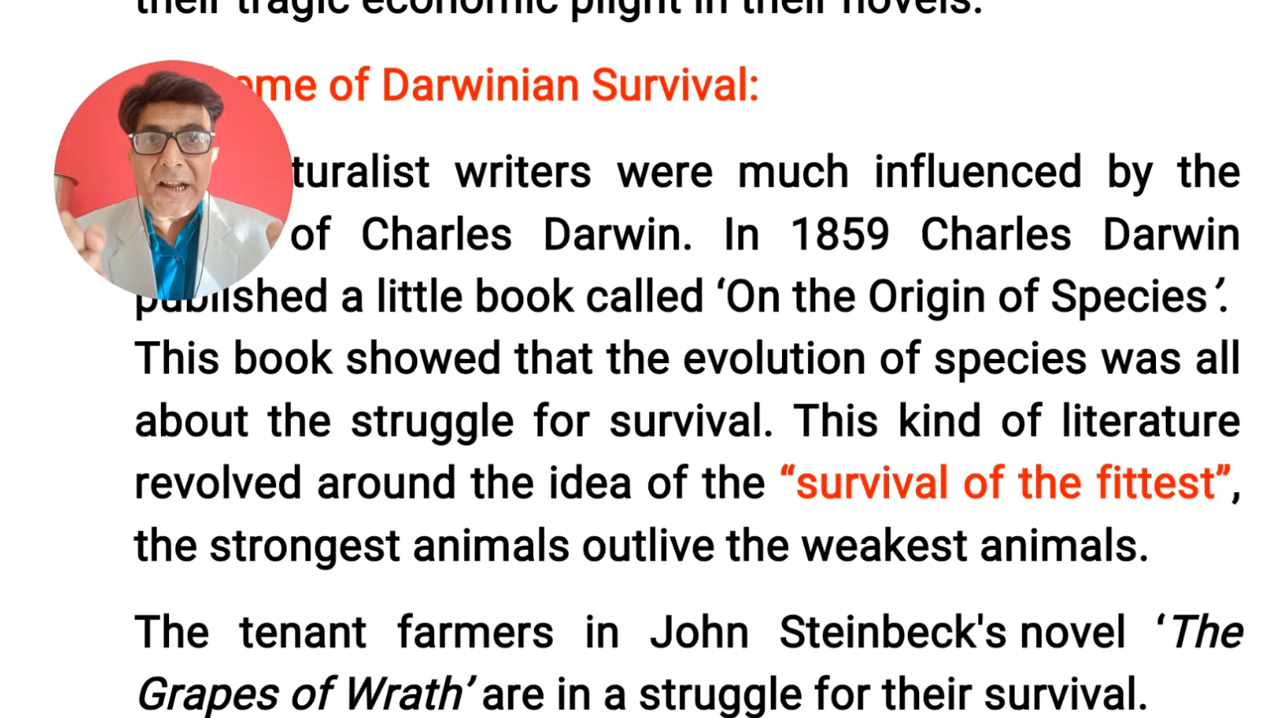 their tragic economic plight in their novels.
of Darwinian Survival:
writers were much influenced by the
of Charles Darwin. In 1859 Charles Darwin
published a little book called ‘On the Origin of Species’.
This book showed that the evolution of species was all
about the struggle for survival. This kind of literature
revolved around the idea of the “survival of the fittest”,
the strongest animals outlive the weakest animals.
The tenant farmers in John Steinbeck's novel ‘The
Grapes of Wrath’ are in a struggle for their survival.